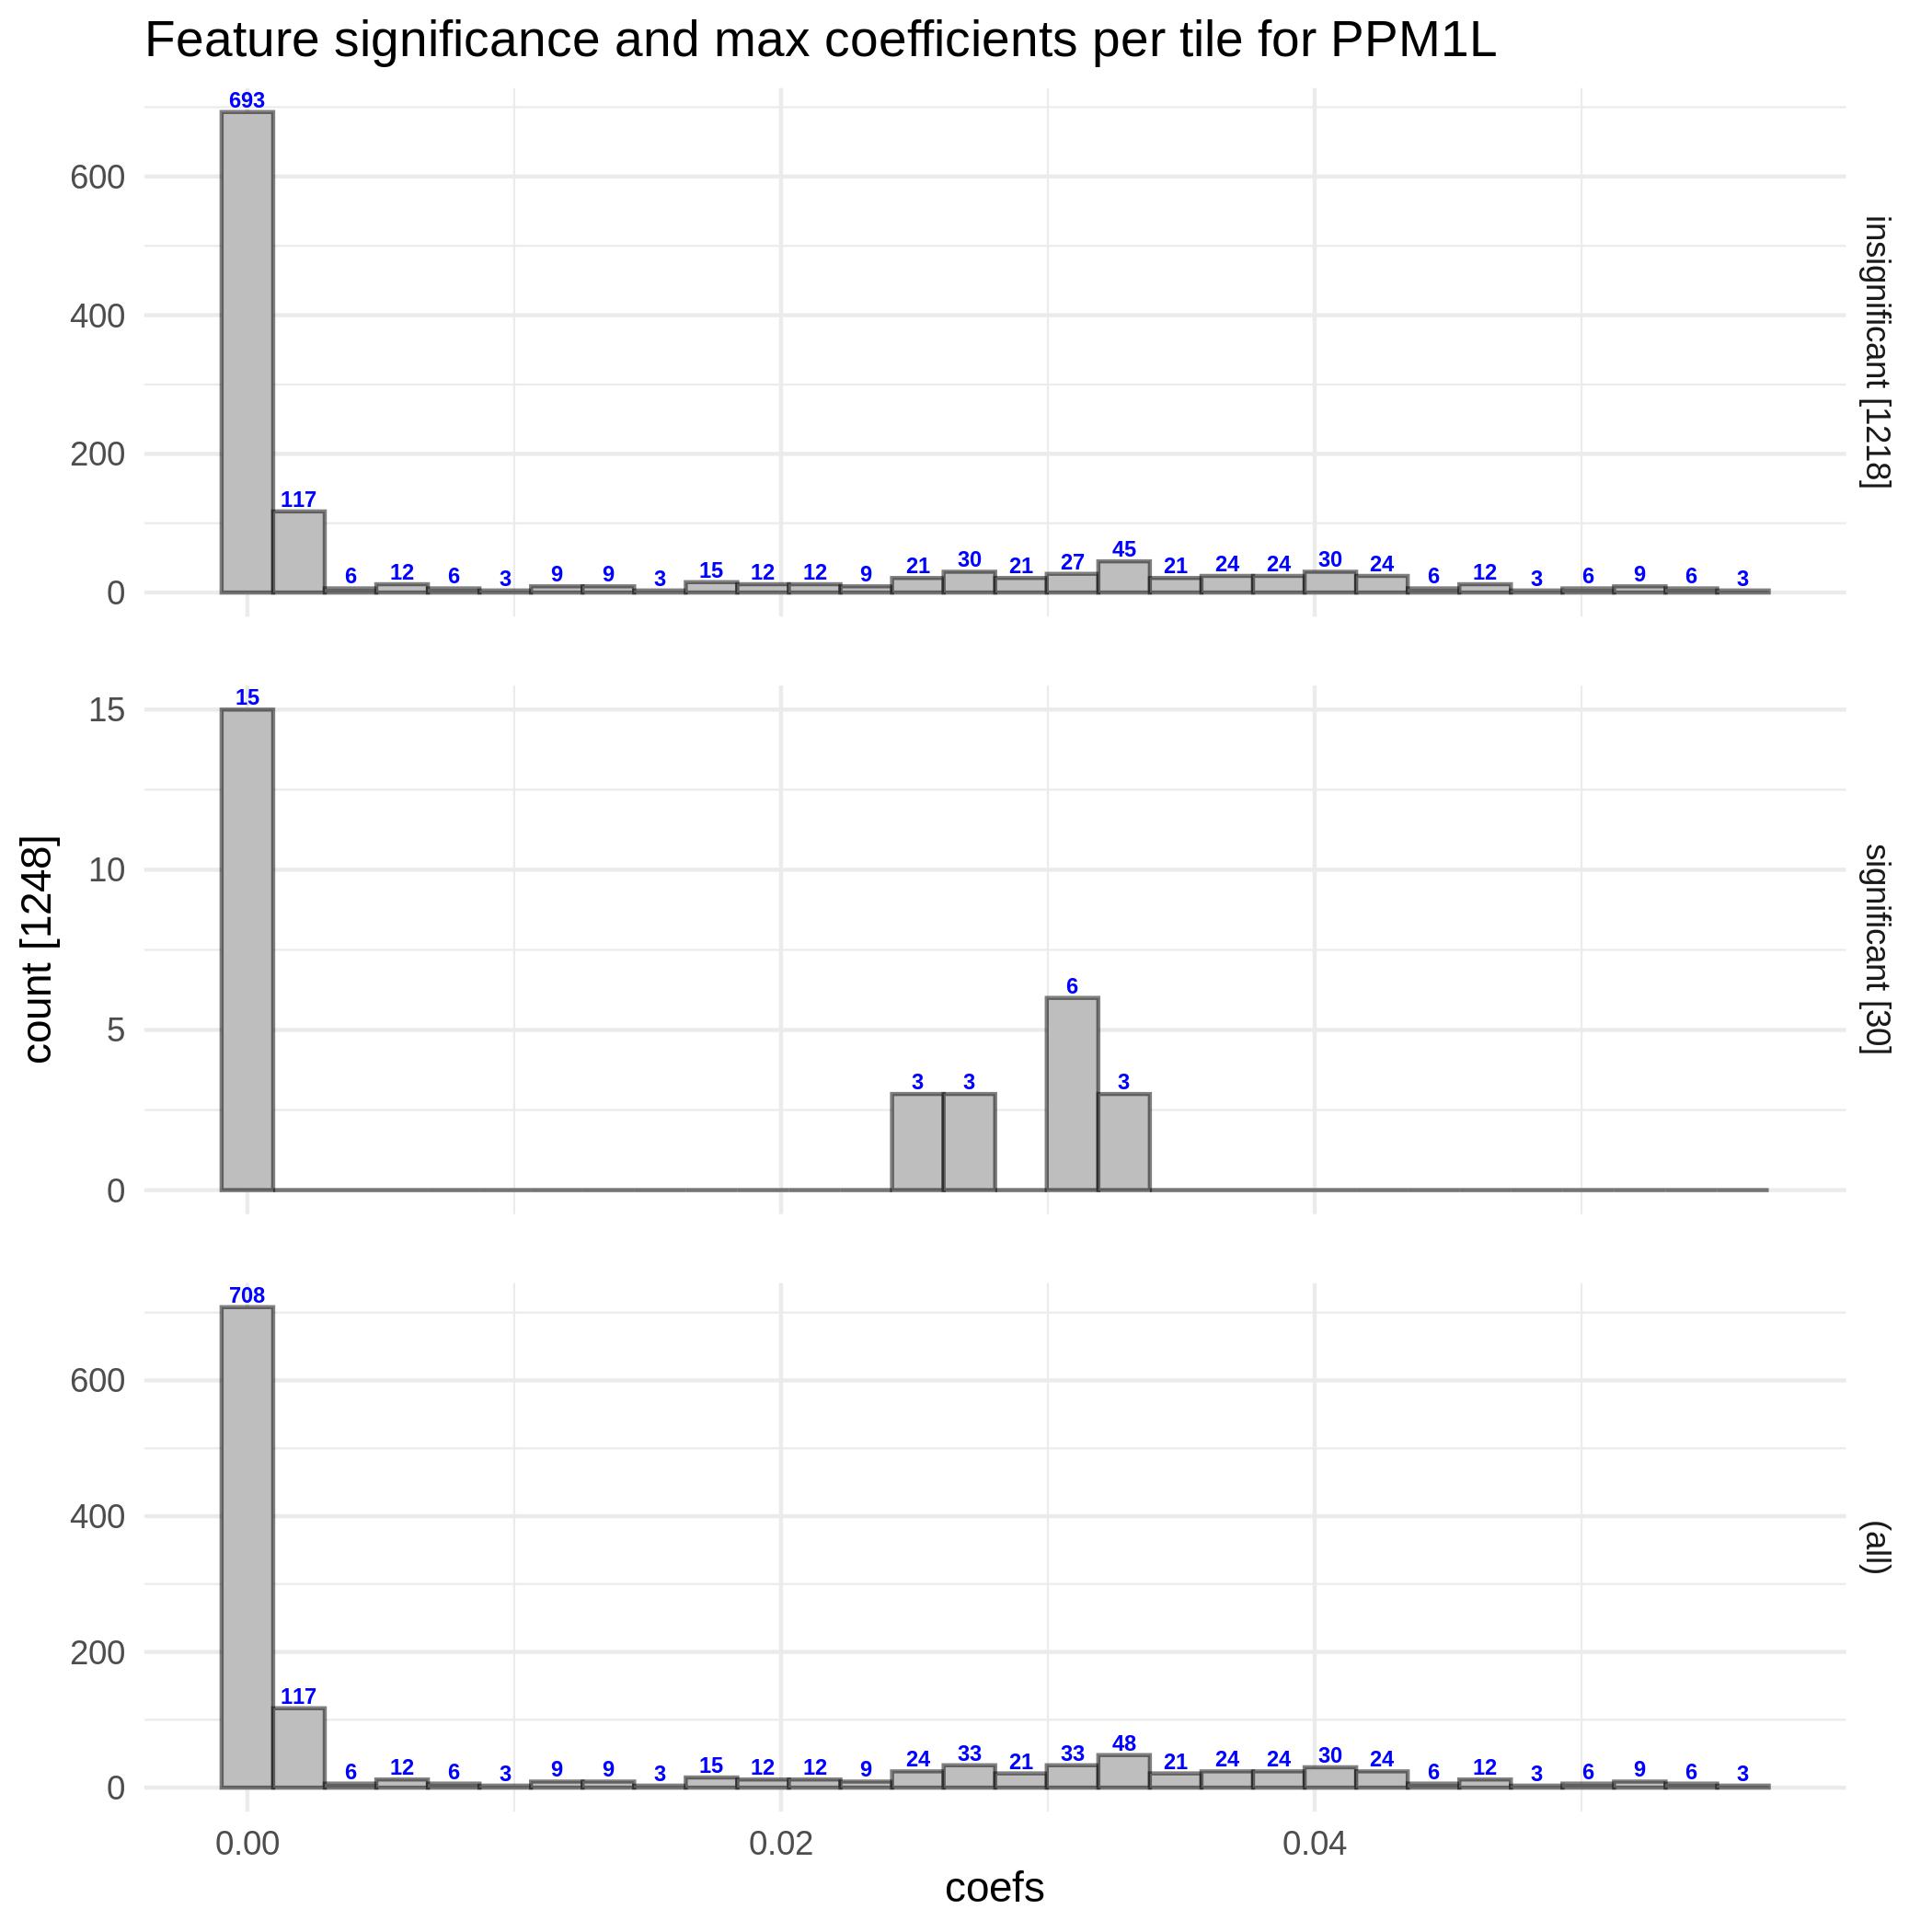 Feature significance and max coefficients per tile for PPM1L
693
117
6 12 6 3 9 9 3 15 12 12 9 21 30 21 27 45 21 24 24 30 24 6 12 3 6 9 6 3
600
400
200
0
insignificant [1218]
15
3 3 6 3
15
10
5
0
significant [30]
count [1248]
708
117
6 12 6 3 9 9 3 15 12 12 9 24 33 21 33 48 21 24 24 30 24 6 12 3 6 9 6 3
600
400
200
0
(all)
0.00 0.02 0.04
coefs